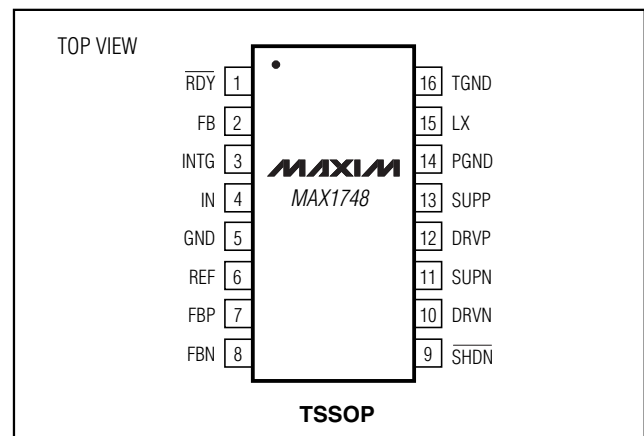 TOP VIEW
RDY 1
FB 2
INTG 3
IN 4
GND 5
REF 6
FBP 7
FBN 8
MAXIM
MAX1748
16 TGND
15 LX
14 PGND
13 SUPP
12 DRVP
11 SUPN
10 DRVN
9 SHDN
TSSOP